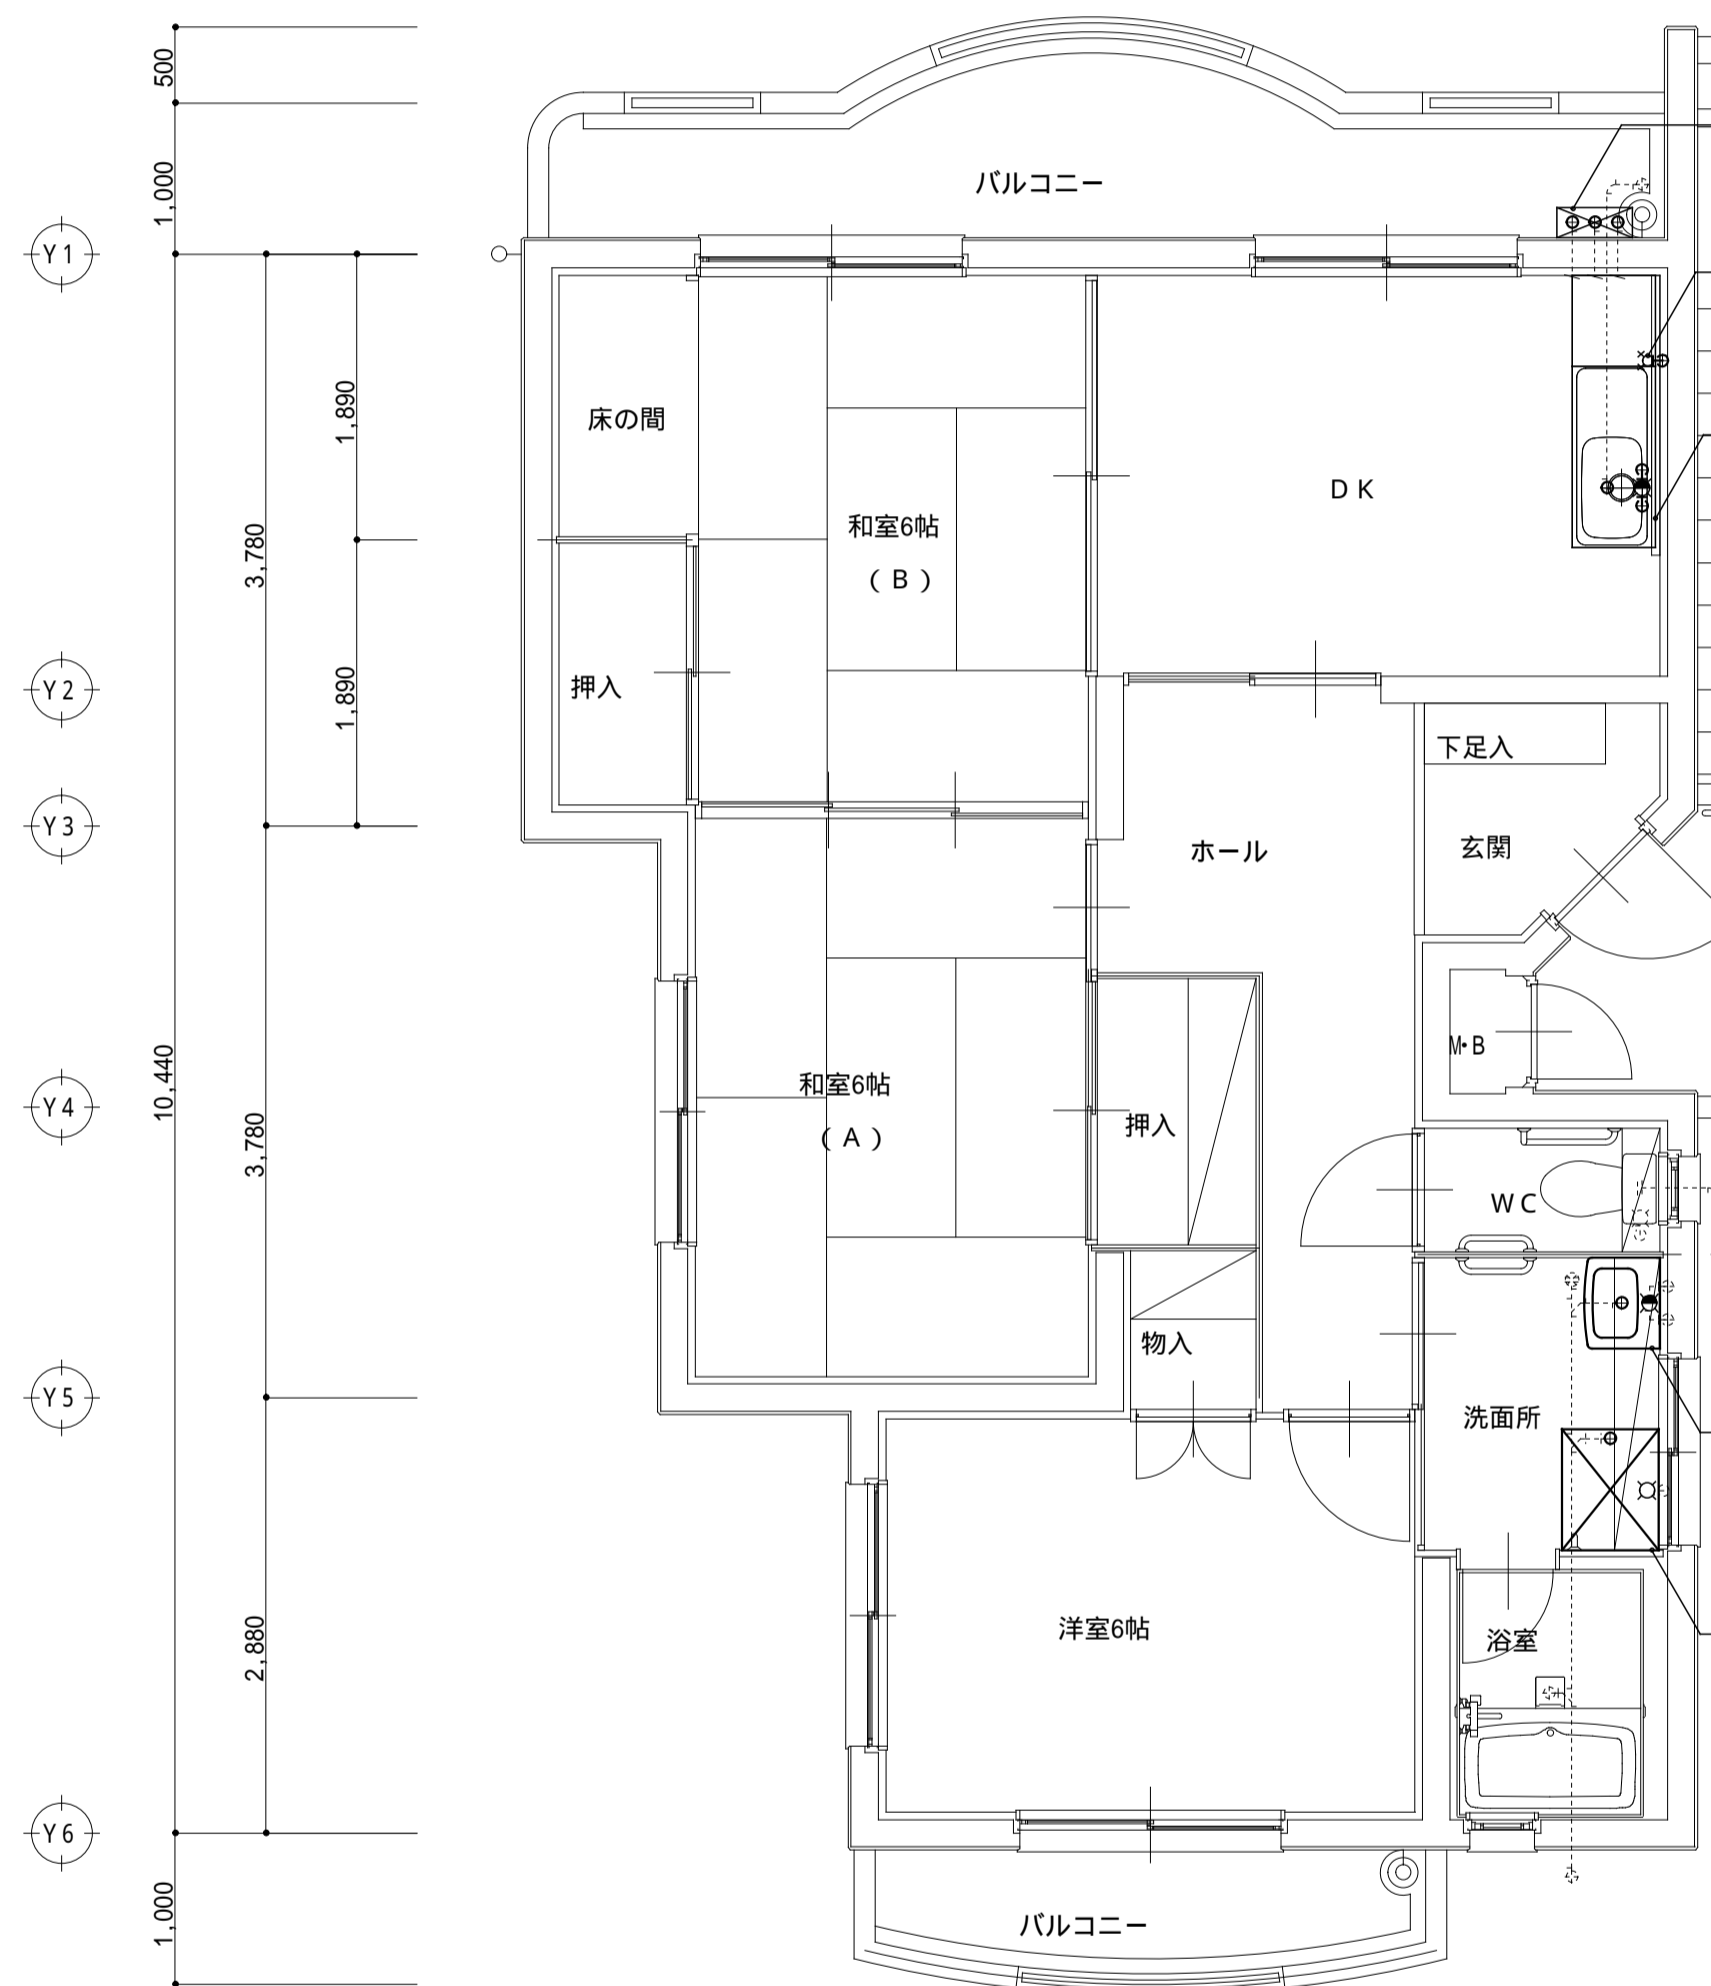 500
1,000
バルコニー
Y1
1,890
床の間
3,780
DK
和室6帖
(B)
Y2
1,890
押入
下足入
Y3
ホール
玄関
10,440
M・B
Y4
3,780
和室6帖
(A)
押入
WC
物入
Y5
洗面所
2,880
洋室6帖
浴室
Y6
1,000
バルコニー